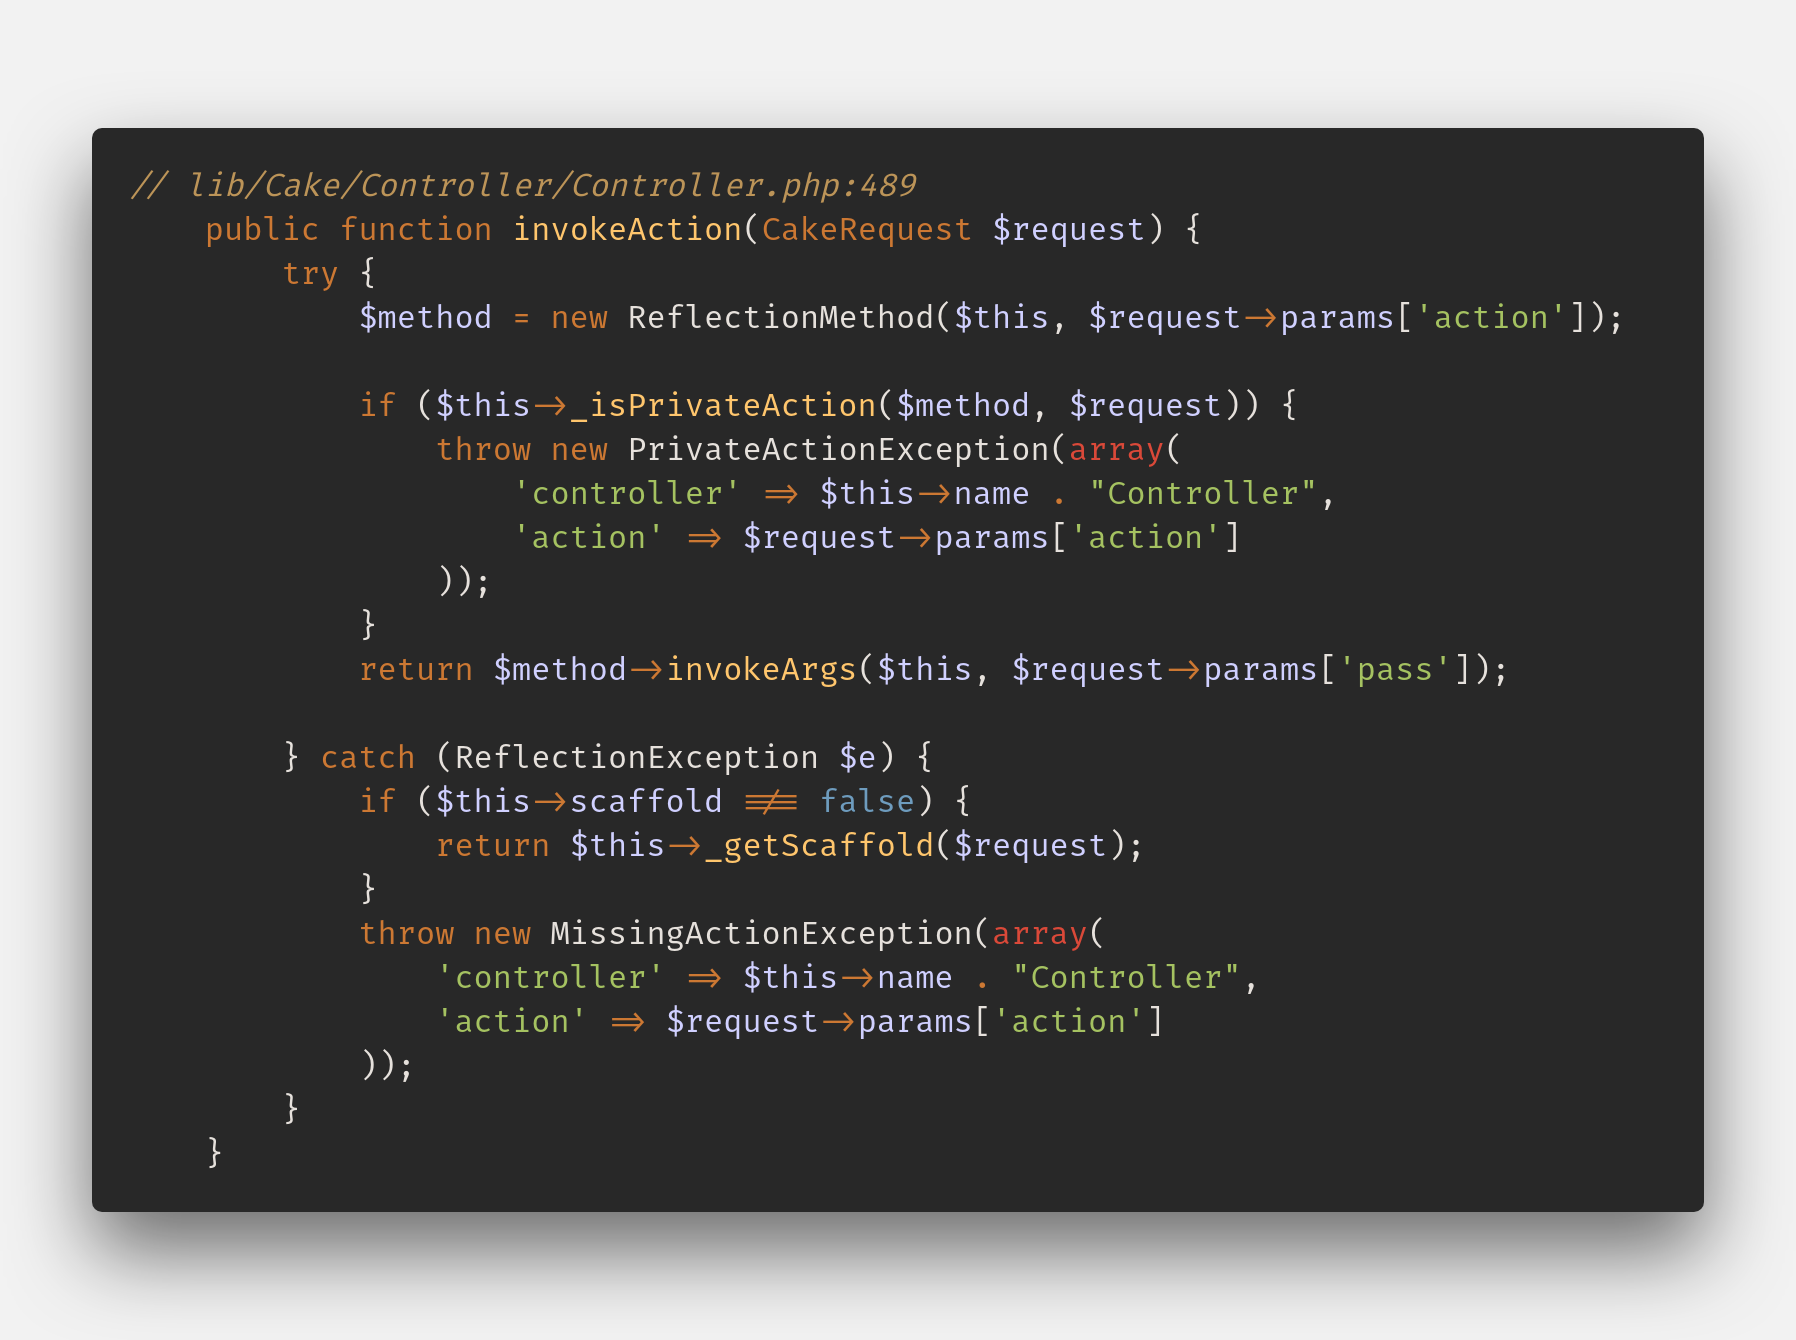 // lib/Cake/Controller/Controller.php:489
    public function invokeAction(CakeRequest $request) {
        try {
            $method = new ReflectionMethod($this, $request->params['action']);

            if ($this->_isPrivateAction($method, $request)) {
                throw new PrivateActionException(array(
                    'controller' => $this->name . "Controller",
                    'action' => $request->params['action']
                ));
            }
            return $method->invokeArgs($this, $request->params['pass']);

        } catch (ReflectionException $e) {
            if ($this->scaffold !== false) {
                return $this->_getScaffold($request);
            }
            throw new MissingActionException(array(
                'controller' => $this->name . "Controller",
                'action' => $request->params['action']
            ));
        }
    }